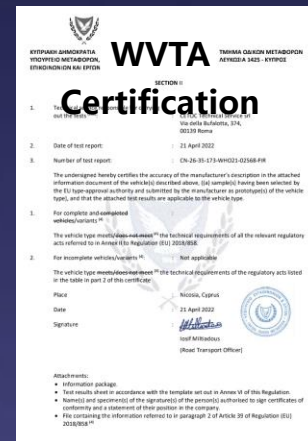 ΚΥΠΡΙΑΚΗ ΔΗΜΟΚΡΑΤΙΑ
ΥΠΟΥΡΓΕΙΟ ΜΕΤΑΦΟΡΩΝ,
ΕΠΙΚΟΙΝΩΝΙΩΝ ΚΑΙ ΕΡΓΩΝ
ΤΜΗΜΑ ΟΔΙΚΩΝ ΜΕΤΑΦΟΡΩΝ
ΛΕΥΚΩΣΙΑ 1425 - ΚΥΠΡΟΣ
WVTA
Certification
SECTION II
1.
out the tests
Technical Service srl
Via della Bufalotta, 374,
00139 Roma
2. Date of test report: : 21 April 2022
3. Number of test report: : CN-26-35-173-WHO21-02568-FIR
The undersigned hereby certifies the accuracy of the manufacturer's description in the attached
information document of the vehicle(s) described above, ((a) sample(s) having been selected by
the EU type-approval authority and submitted by the manufacturer as prototype(s) of the vehicle
type), and that the attached test results are applicable to the vehicle type.
1. For complete and completed :
vehicles/variants (4)
The vehicle type meets/does not meet (4) the technical requirements of all the relevant regulatory
acts referred to in Annex II to Regulation (EU) 2018/858.
2. For incomplete vehicles/variants (4): : Not applicable
The vehicle type meets/does not meet (4) the technical requirements of the regulatory acts listed
in the table in part 2 of this certificate
Place : Nicosia, Cyprus
Date : 21 April 2022
Signature :
Iosif Miltiadous
(Road Transport Officer)
Attachments:
• Information package.
• Test results sheet in accordance with the template set out in Annex VI of this Regulation.
• Name(s) and specimen(s) of the signature(s) of the person(s) authorised to sign certificates of
conformity and a statement of their position in the company.
• File containing the information referred to in paragraph 2 of Article 39 of Regulation (EU)
2018/858 (4)